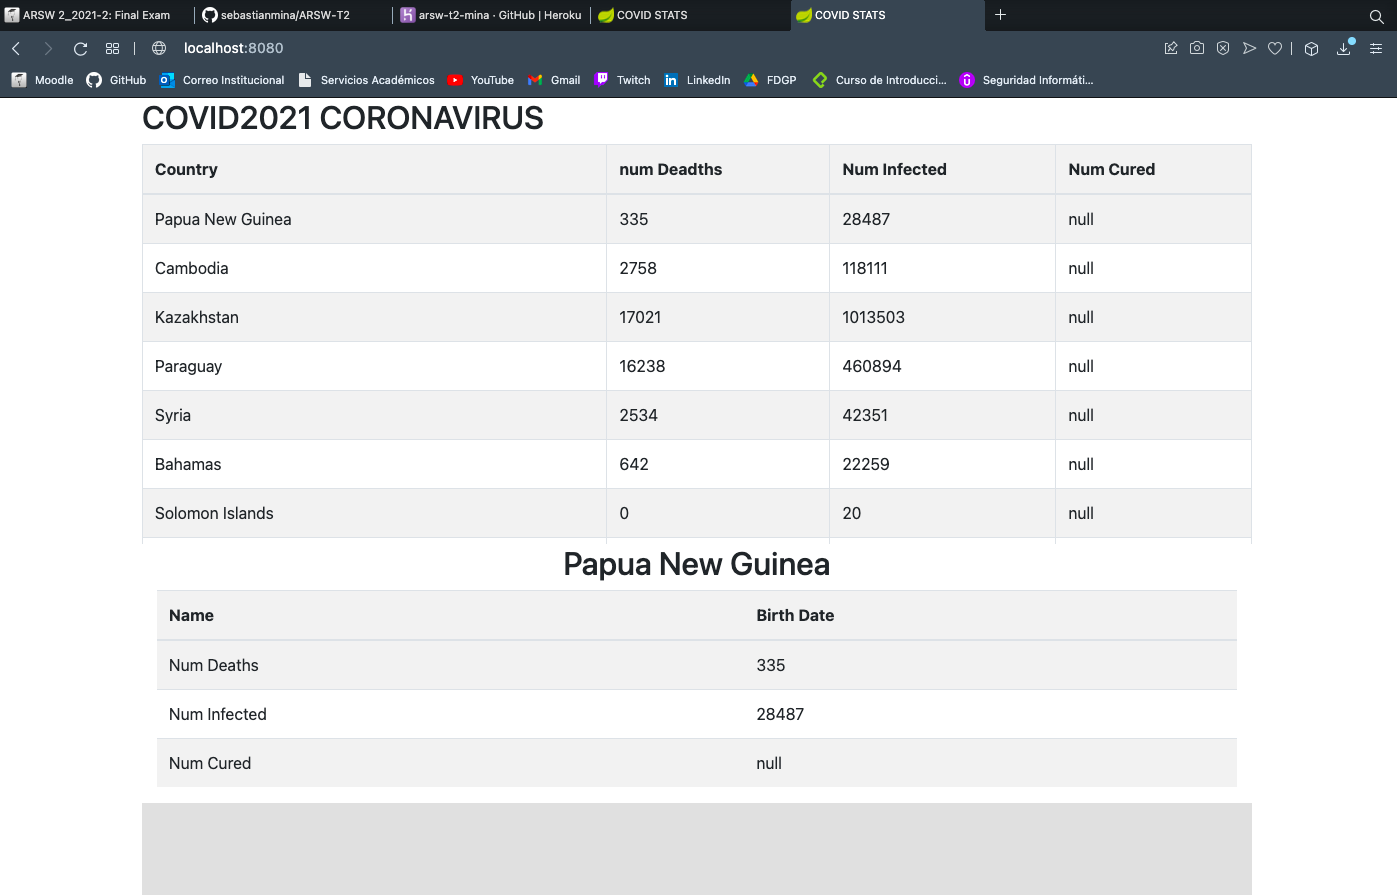 ARSW 2_2021-2: Final Exam sebastianmina/ARSW-T2 arsw-t2-mina · GitHub | Heroku COVID STATS COVID STATS
localhost:8080
Moodle GitHub Correo Institucional Servicios Académicos YouTube Gmail Twitch LinkedIn FDGP Curso de Introducci... Seguridad Informáti...
COVID2021 CORONAVIRUS
Country num Deadths Num Infected Num Cured
Papua New Guinea 335 28487 null
Cambodia 2758 118111 null
Kazakhstan 17021 1013503 null
Paraguay 16238 460894 null
Syria 2534 42351 null
Bahamas 642 22259 null
Solomon Islands 0 20 null
Papua New Guinea
Name Birth Date
Num Deaths 335
Num Infected 28487
Num Cured null